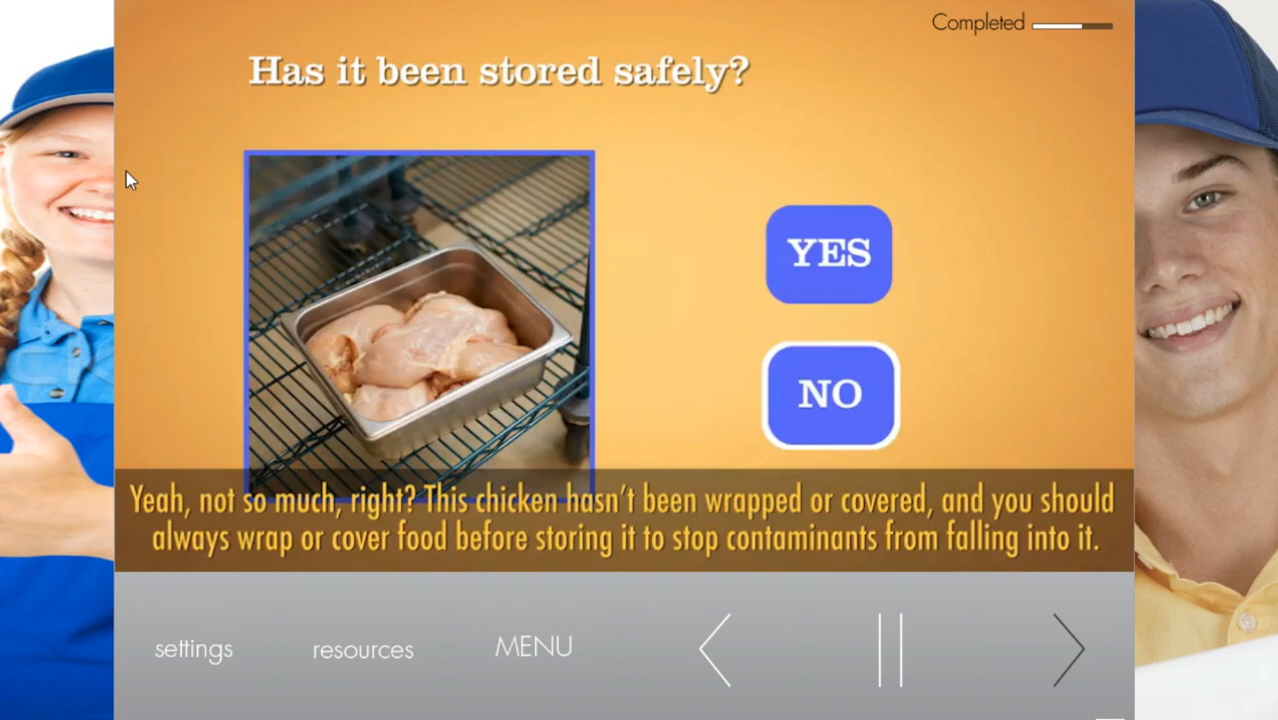 Completed
Has it been stored safely?
YES
NO
Yeah, not so much, right? This chicken hasn't been wrapped or covered, and you should
always wrap or cover food before storing it to stop contaminants from falling into it.
settings
resources
MENU